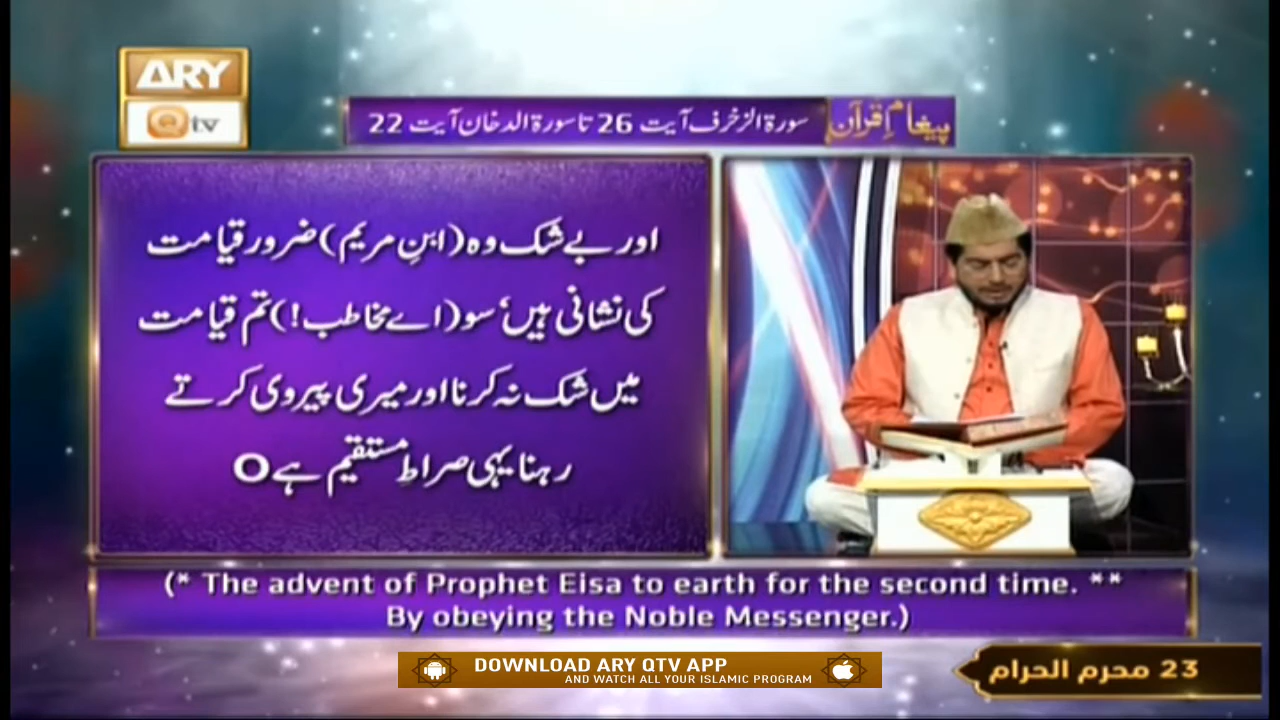 ARY
Qtv
پیغامِ قرآن سورۃ الزخرف آیت 26 تا سورۃ الدخان آیت 22
اور بے شک وہ (ابنِ مریم) ضرور قیامت
کی نشانی ہیں‘ سو (اے مخاطب!) تم قیامت
میں شک نہ کرنا اور میری پیروی کرتے
رہنا یہی صراط مستقیم ہے O
(* The advent of Prophet Eisa to earth for the second time. **
By obeying the Noble Messenger.)
DOWNLOAD ARY QTV APP
AND WATCH ALL YOUR ISLAMIC PROGRAM
23 محرم الحرام